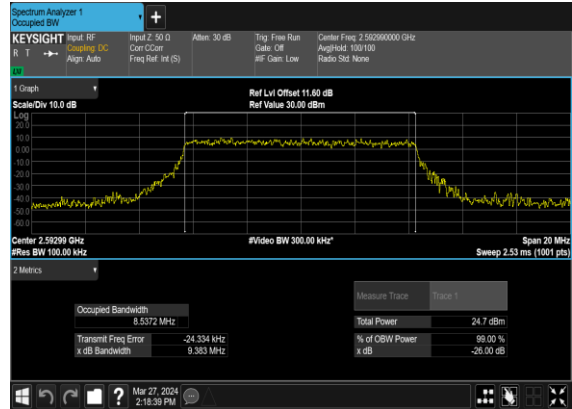 Spectrum Analyzer 1
Occupied BW
+
KEYSIGHT
R T
Input: RF
Coupling: DC
Align: Auto
Input Z: 50 Ω
Corr CCorr
Freq Ref: Int (S)
Atten: 30 dB
Trig: Free Run
Gate: Off
#IF Gain: Low
Center Freq: 2.592990000 GHz
Avg|Hold: 100/100
Radio Std: None
1 Graph
Scale/Div 10.0 dB
Ref Lvl Offset 11.60 dB
Ref Value 30.00 dBm
Log
20.0
10.0
0.00
-10.0
-20.0
-30.0
-40.0
-50.0
-60.0
Center 2.59299 GHz
#Res BW 100.00 kHz
#Video BW 300.00 kHz*
Span 20 MHz
Sweep 2.53 ms (1001 pts)
2 Metrics
Measure Trace
Trace 1
Occupied Bandwidth
8.5372 MHz
Total Power
24.7 dBm
Transmit Freq Error
-24.334 kHz
% of OBW Power
99.00 %
x dB Bandwidth
9.383 MHz
x dB
-26.00 dB
?
Mar 27, 2024
2:18:39 PM